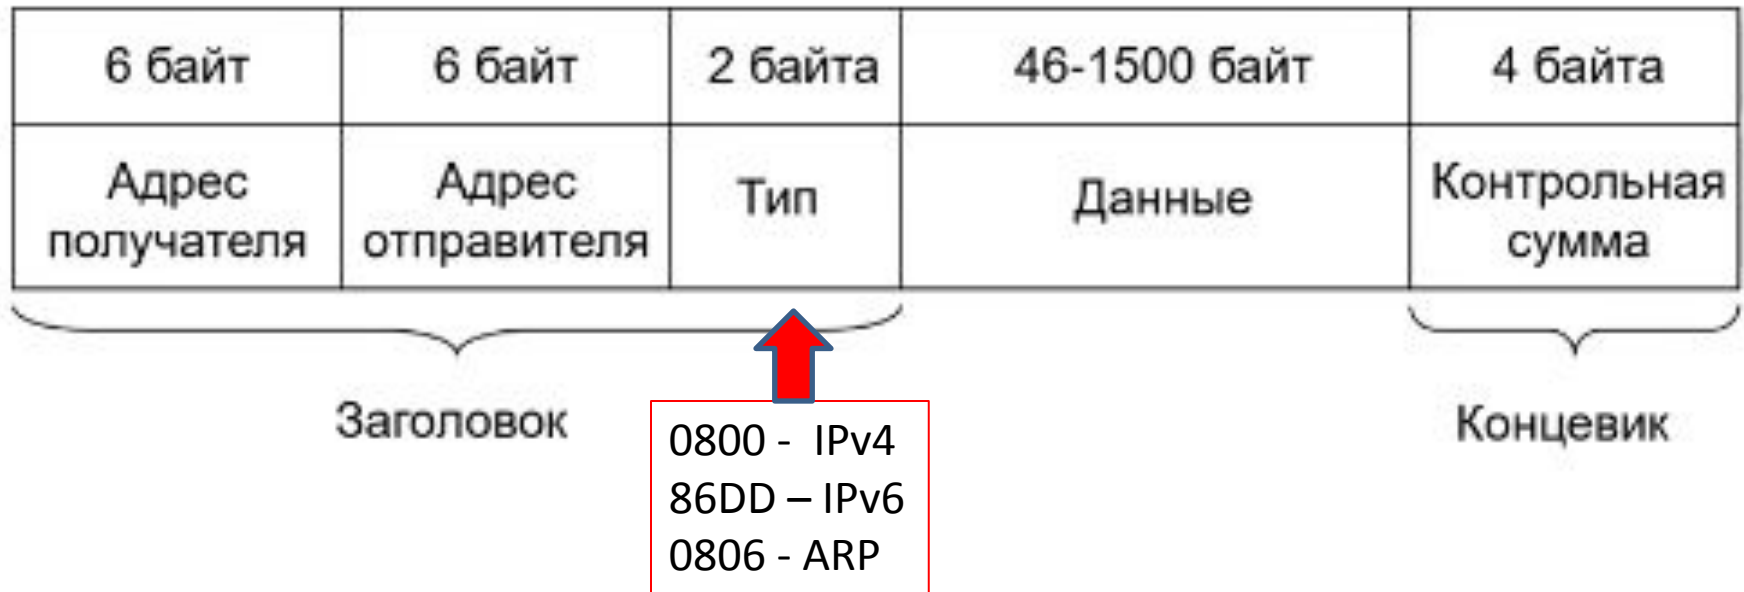 6 байт 6 байт 2 байта 46-1500 байт 4 байта
Адрес получателя
Адрес отправителя
Тип
Данные
Контрольная сумма
Заголовок
0800 - IPv4
86DD – IPv6
0806 - ARP
Концевик